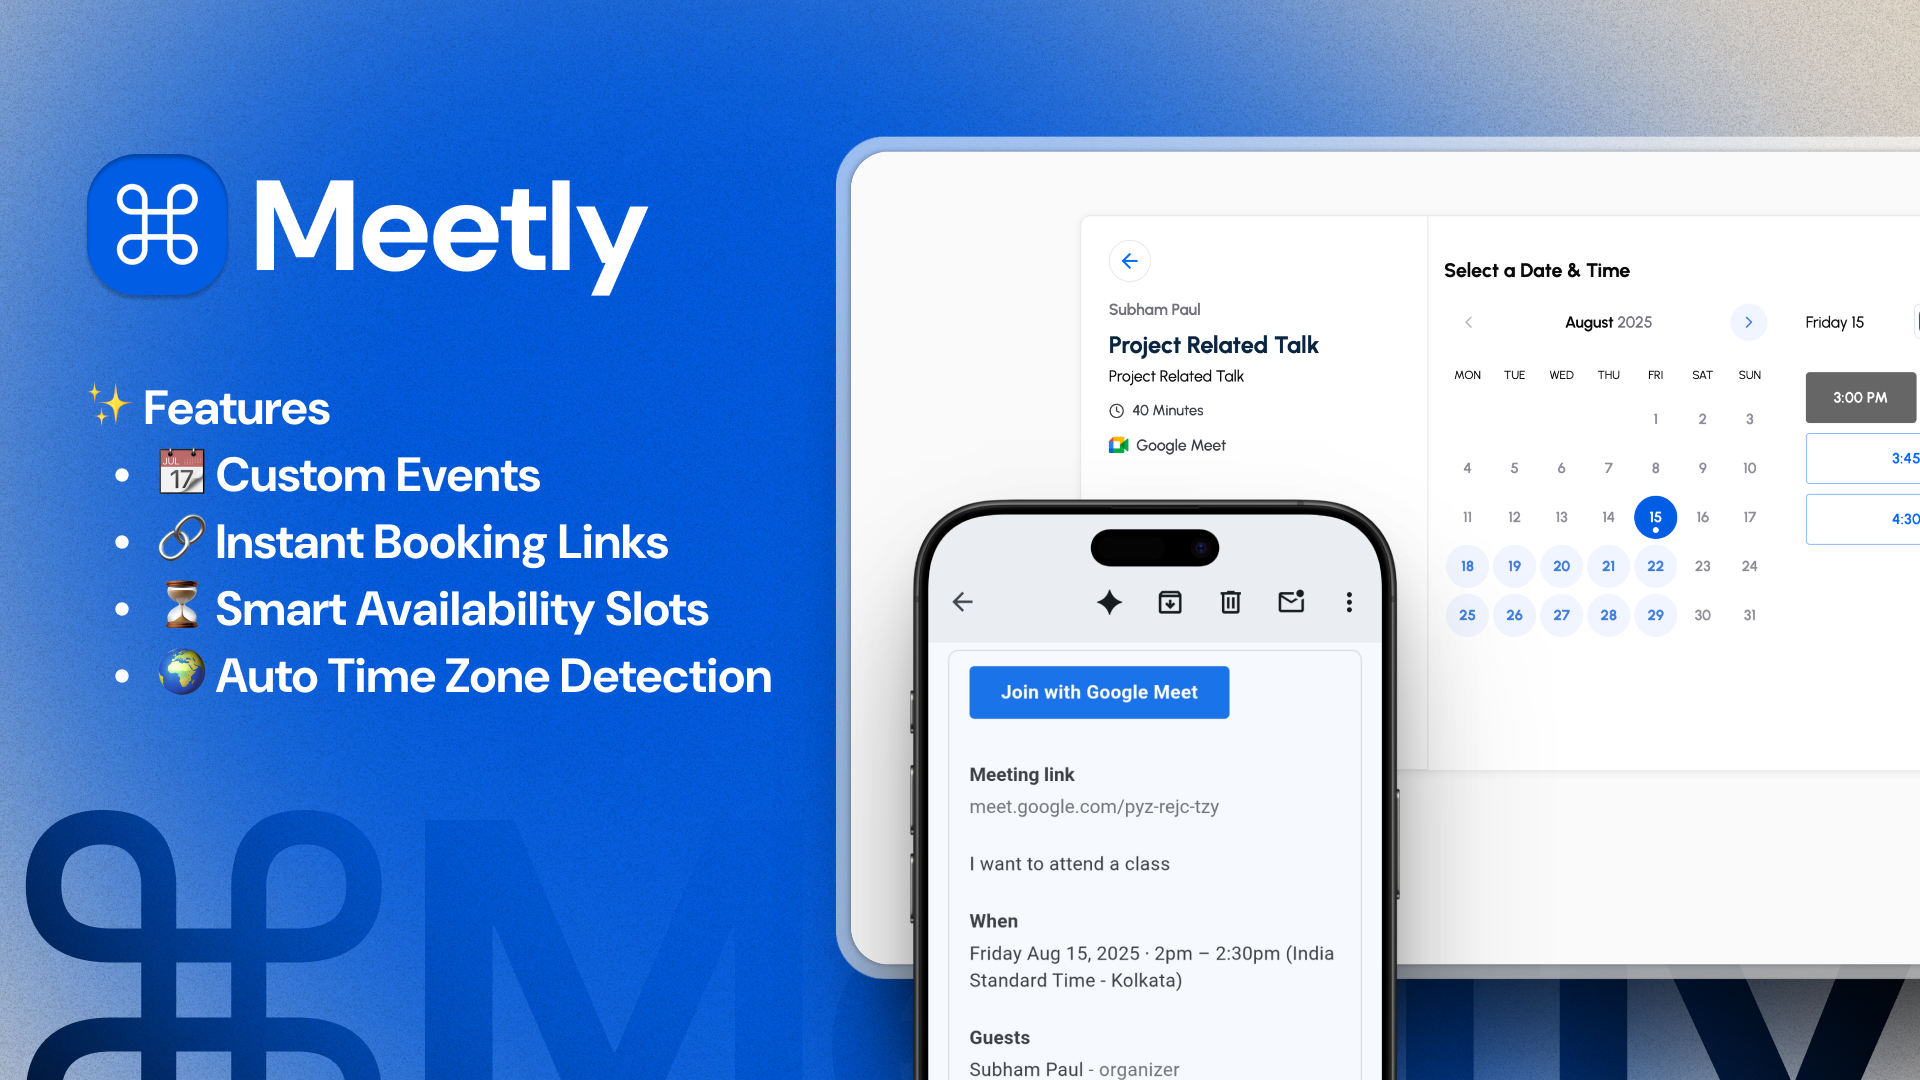 Meetly
✨ Features
• JUL 17 Custom Events
• Instant Booking Links
• Smart Availability Slots
• Auto Time Zone Detection
Subham Paul
Project Related Talk
Project Related Talk
40 Minutes
Google Meet
Select a Date & Time
August 2025
MON TUE WED THU FRI SAT SUN
1 2 3
4 5 6 7 8 9 10
11 12 13 14 15 16 17
18 19 20 21 22 23 24
25 26 27 28 29 30 31
Friday 15
3:00 PM
3:45
4:30
Join with Google Meet
Meeting link
meet.google.com/pyz-rejc-tzy
I want to attend a class
When
Friday Aug 15, 2025 · 2pm – 2:30pm (India
Standard Time - Kolkata)
Guests
Subham Paul - organizer